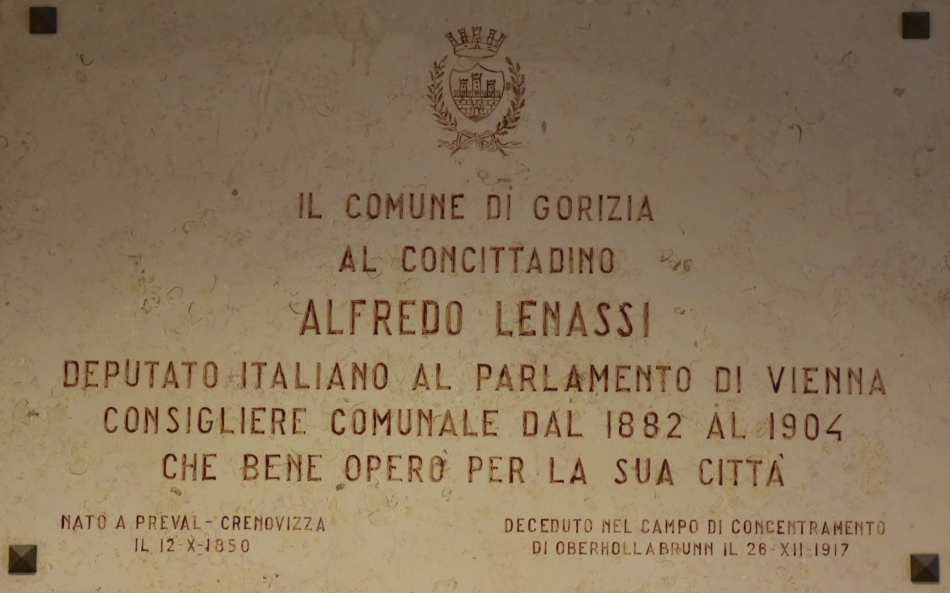 IL COMUNE DI GORIZIA
AL CONCITTADINO
ALFREDO LENASSI
DEPUTATO ITALIANO AL PARLAMENTO DI VIENNA
CONSIGLIERE COMUNALE DAL 1882 AL 1904
CHE BENE OPERÒ PER LA SUA CITTÀ
NATO A PREVAL - CRENOVIZZA
IL 12-X-1850
DECEDUTO NEL CAMPO DI CONCENTRAMENTO
DI OBERHOLLABRUNN IL 26-XII-1917